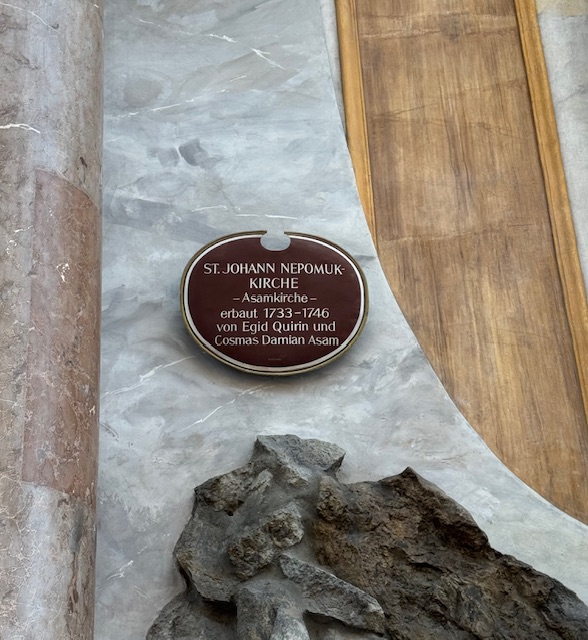 ST. JOHANN NEPOMUK-
KIRCHE
– Asamkirche –
erbaut 1733–1746
von Egid Quirin und
Cosmas Damian Asam